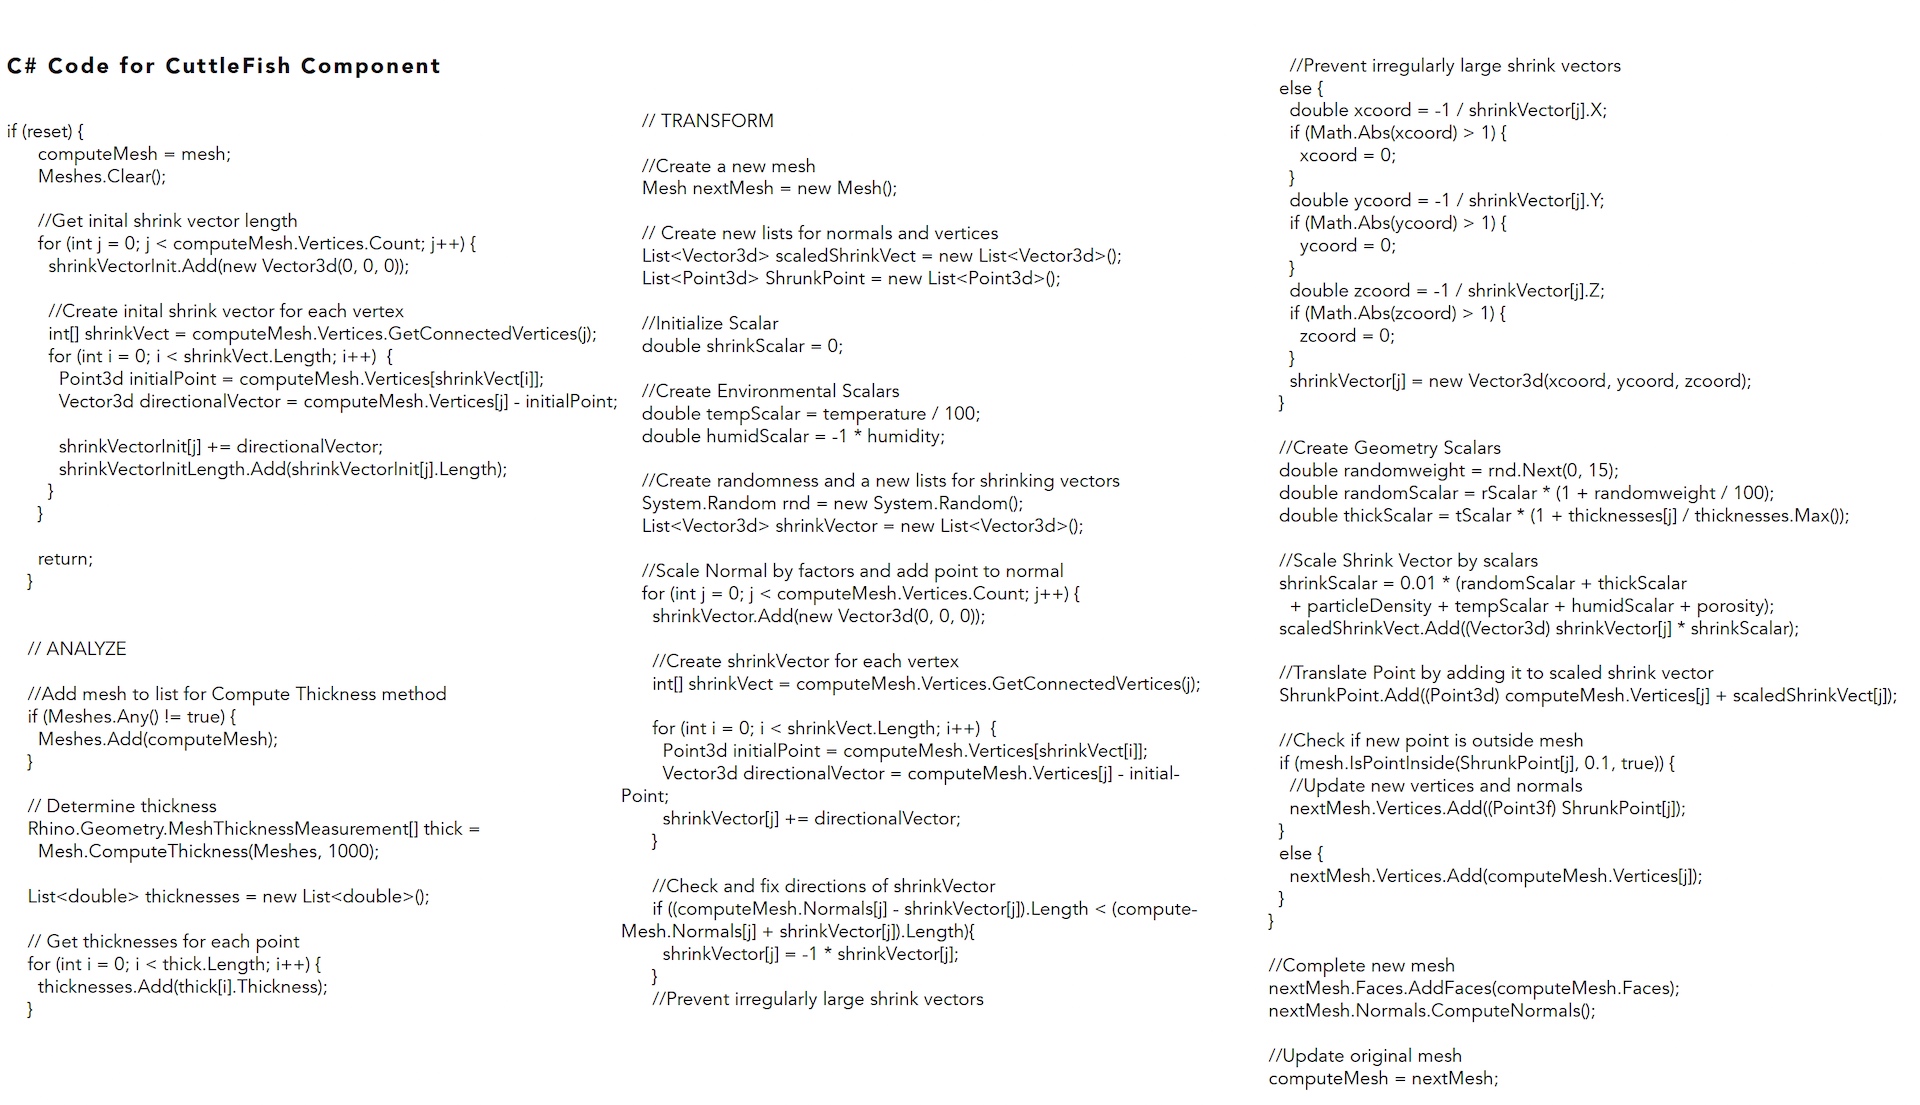 C# Code for CuttleFish Component
if (reset) {
computeMesh = mesh;
Meshes.Clear();
//Get inital shrink vector length
for (int j = 0; j < computeMesh.Vertices.Count; j++) {
shrinkVectorInit.Add(new Vector3d(0, 0, 0));
//Create inital shrink vector for each vertex
int[] shrinkVect = computeMesh.Vertices.GetConnectedVertices(j);
for (int i = 0; i < shrinkVect.Length; i++)  {
Point3d initialPoint = computeMesh.Vertices[shrinkVect[i]];
Vector3d directionalVector = computeMesh.Vertices[j] - initialPoint;
shrinkVectorInit[j] += directionalVector;
shrinkVectorInitLength.Add(shrinkVectorInit[j].Length);
}
}
return;
}
// ANALYZE
//Add mesh to list for Compute Thickness method
if (Meshes.Any() != true) {
Meshes.Add(computeMesh);
}
// Determine thickness
Rhino.Geometry.MeshThicknessMeasurement[] thick =
Mesh.ComputeThickness(Meshes, 1000);
List<double> thicknesses = new List<double>();
// Get thicknesses for each point
for (int i = 0; i < thick.Length; i++) {
thicknesses.Add(thick[i].Thickness);
}
// TRANSFORM
//Create a new mesh
Mesh nextMesh = new Mesh();
// Create new lists for normals and vertices
List<Vector3d> scaledShrinkVect = new List<Vector3d>();
List<Point3d> ShrunkPoint = new List<Point3d>();
//Initialize Scalar
double shrinkScalar = 0;
//Create Environmental Scalars
double tempScalar = temperature / 100;
double humidScalar = -1 * humidity;
//Create randomness and a new lists for shrinking vectors
System.Random rnd = new System.Random();
List<Vector3d> shrinkVector = new List<Vector3d>();
//Scale Normal by factors and add point to normal
for (int j = 0; j < computeMesh.Vertices.Count; j++) {
shrinkVector.Add(new Vector3d(0, 0, 0));
//Create shrinkVector for each vertex
int[] shrinkVect = computeMesh.Vertices.GetConnectedVertices(j);
for (int i = 0; i < shrinkVect.Length; i++)  {
Point3d initialPoint = computeMesh.Vertices[shrinkVect[i]];
Vector3d directionalVector = computeMesh.Vertices[j] - initial-
Point;
shrinkVector[j] += directionalVector;
}
//Check and fix directions of shrinkVector
if ((computeMesh.Normals[j] - shrinkVector[j]).Length < (compute-
Mesh.Normals[j] + shrinkVector[j]).Length){
shrinkVector[j] = -1 * shrinkVector[j];
}
//Prevent irregularly large shrink vectors
//Prevent irregularly large shrink vectors
else {
double xcoord = -1 / shrinkVector[j].X;
if (Math.Abs(xcoord) > 1) {
xcoord = 0;
}
double ycoord = -1 / shrinkVector[j].Y;
if (Math.Abs(ycoord) > 1) {
ycoord = 0;
}
double zcoord = -1 / shrinkVector[j].Z;
if (Math.Abs(zcoord) > 1) {
zcoord = 0;
}
shrinkVector[j] = new Vector3d(xcoord, ycoord, zcoord);
}
//Create Geometry Scalars
double randomweight = rnd.Next(0, 15);
double randomScalar = rScalar * (1 + randomweight / 100);
double thickScalar = tScalar * (1 + thicknesses[j] / thicknesses.Max());
//Scale Shrink Vector by scalars
shrinkScalar = 0.01 * (randomScalar + thickScalar
+ particleDensity + tempScalar + humidScalar + porosity);
scaledShrinkVect.Add((Vector3d) shrinkVector[j] * shrinkScalar);
//Translate Point by adding it to scaled shrink vector
ShrunkPoint.Add((Point3d) computeMesh.Vertices[j] + scaledShrinkVect[j]);
//Check if new point is outside mesh
if (mesh.IsPointInside(ShrunkPoint[j], 0.1, true)) {
//Update new vertices and normals
nextMesh.Vertices.Add((Point3f) ShrunkPoint[j]);
}
else {
nextMesh.Vertices.Add(computeMesh.Vertices[j]);
}
}
//Complete new mesh
nextMesh.Faces.AddFaces(computeMesh.Faces);
nextMesh.Normals.ComputeNormals();
//Update original mesh
computeMesh = nextMesh;